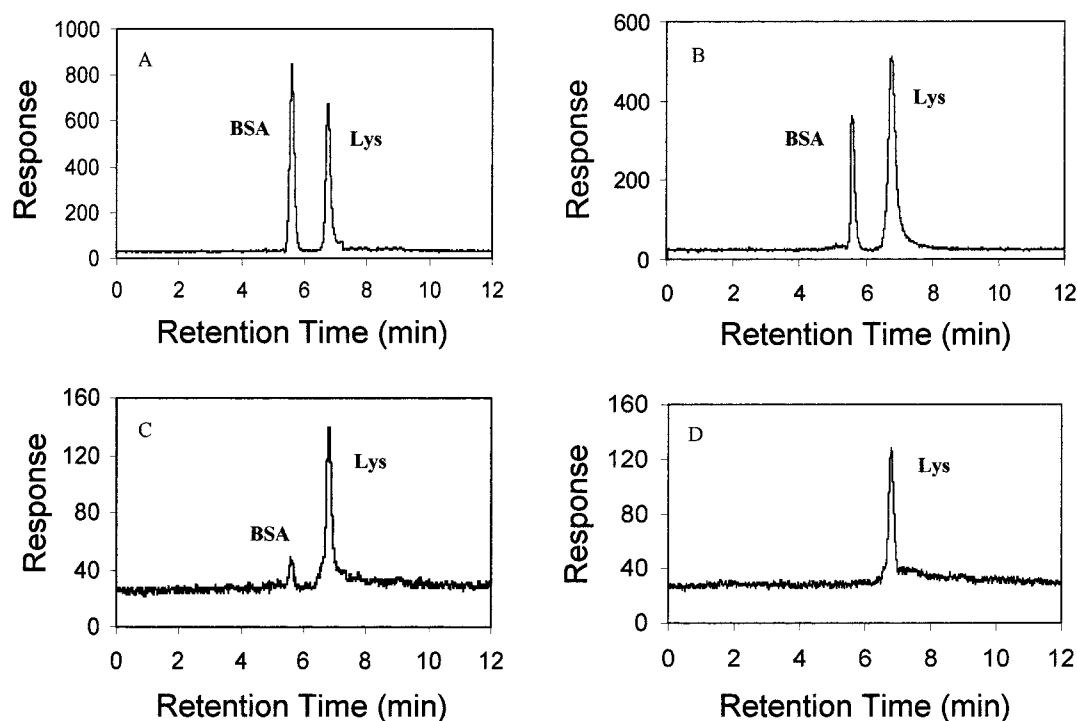 1000
800
600
400
200
0
Response
A
BSA
Lys
0 2 4 6 8 10 12
Retention Time (min)
600
400
200
0
Response
B
BSA
Lys
0 2 4 6 8 10 12
Retention Time (min)
160
120
80
40
0
Response
C
BSA
Lys
0 2 4 6 8 10 12
Retention Time (min)
160
120
80
40
0
Response
D
Lys
0 2 4 6 8 10 12
Retention Time (min)